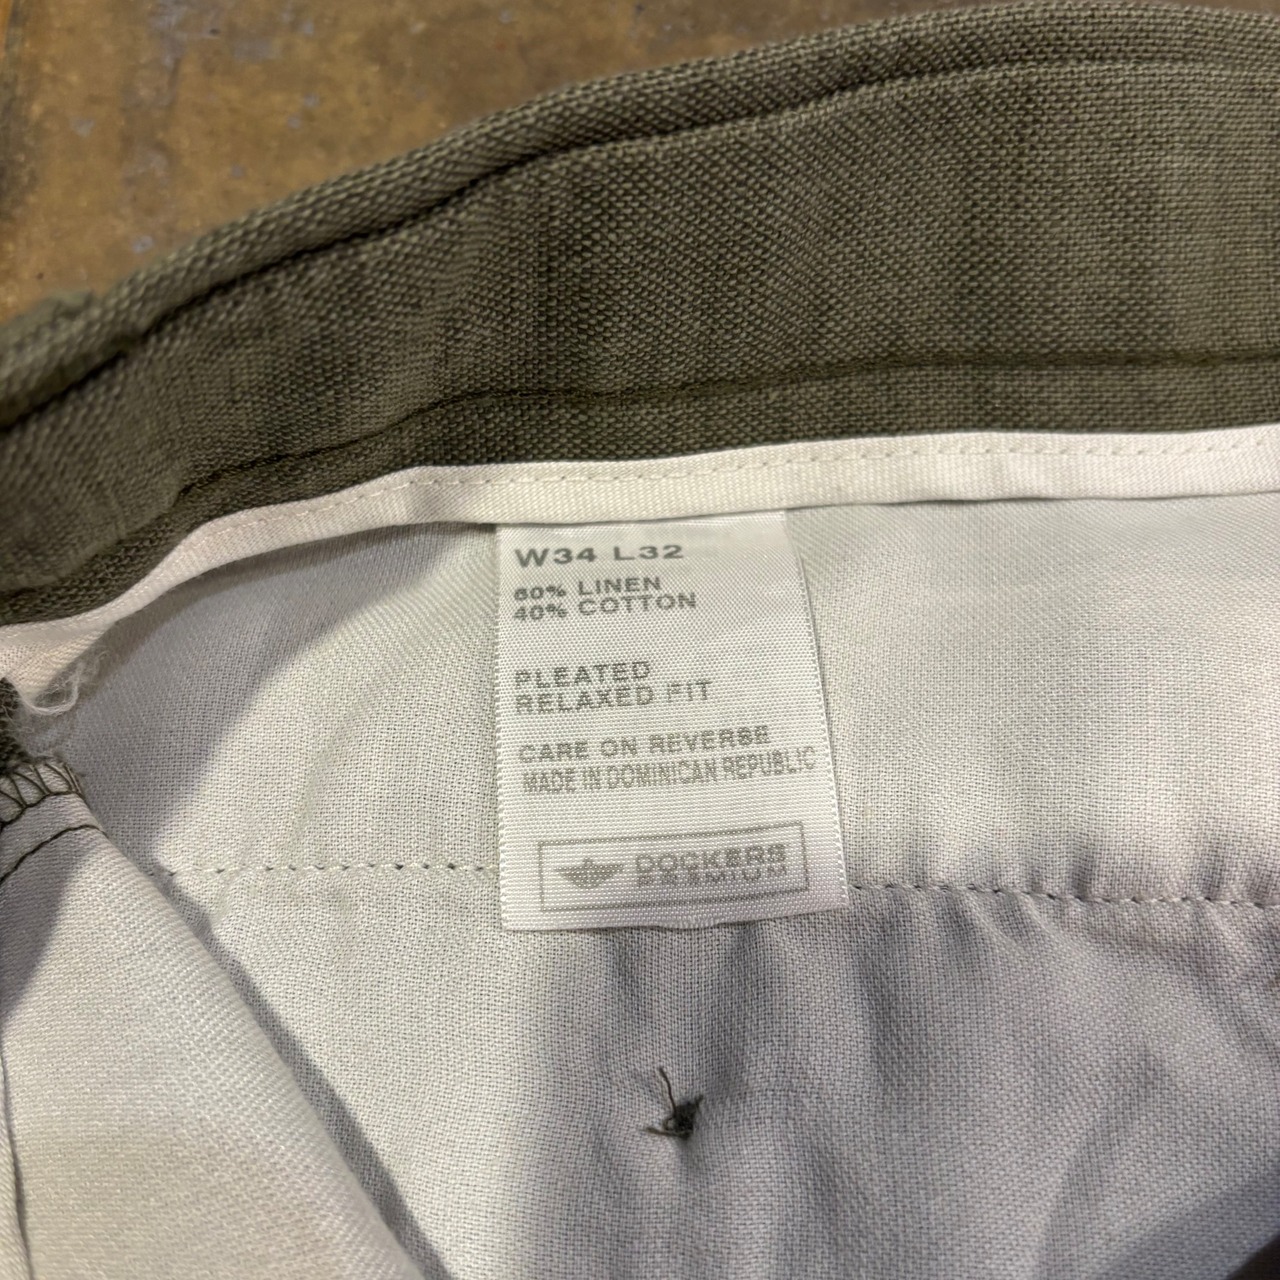 W34 L32
60% LINEN
40% COTTON
PLEATED
RELAXED FIT
CARE ON REVERSE
MADE IN DOMINICAN REPUBLIC
DOCKERS
PREMIUM